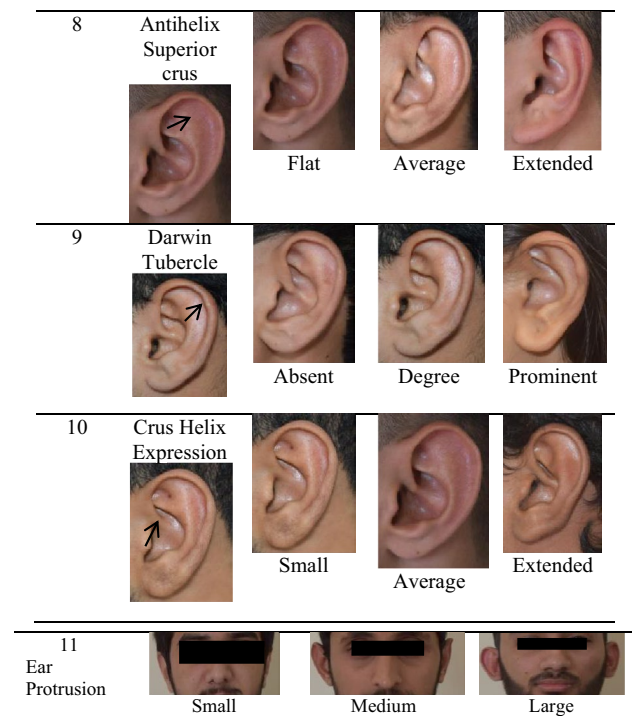 8
Antihelix
Superior
crus
Flat
Average
Extended
9
Darwin
Tubercle
Absent
Degree
Prominent
10
Crus Helix
Expression
Small
Average
Extended
11
Ear
Protrusion
Small
Medium
Large